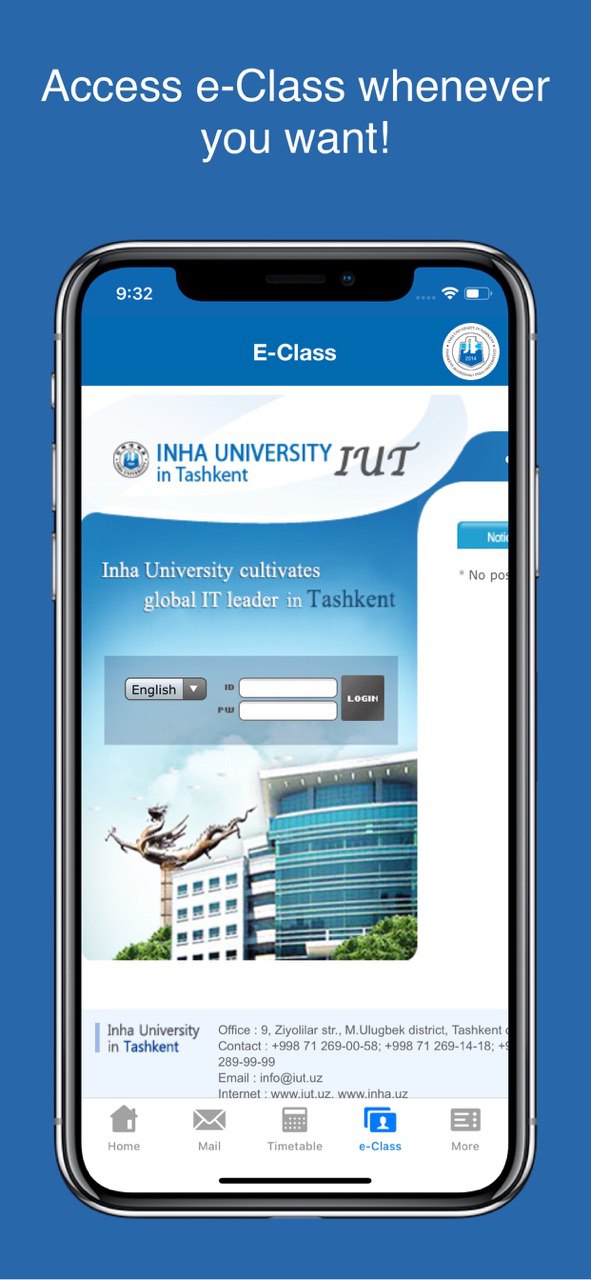 Access e-Class whenever
you want!
9:32
E-Class
2014
INHA UNIVERSITY
in Tashkent
IUT
Inha University cultivates
global IT leader in Tashkent
Notic
* No pos
English
ID
PW
LOGIN
Inha University
in Tashkent
Office : 9, Ziyolilar str., M.Ulugbek district, Tashkent
Contact : +998 71 269-00-58; +998 71 269-14-18; +9
289-99-99
Email : info@iut.uz
Internet : www.iut.uz, www.inha.uz
Home
Mail
Timetable
e-Class
More